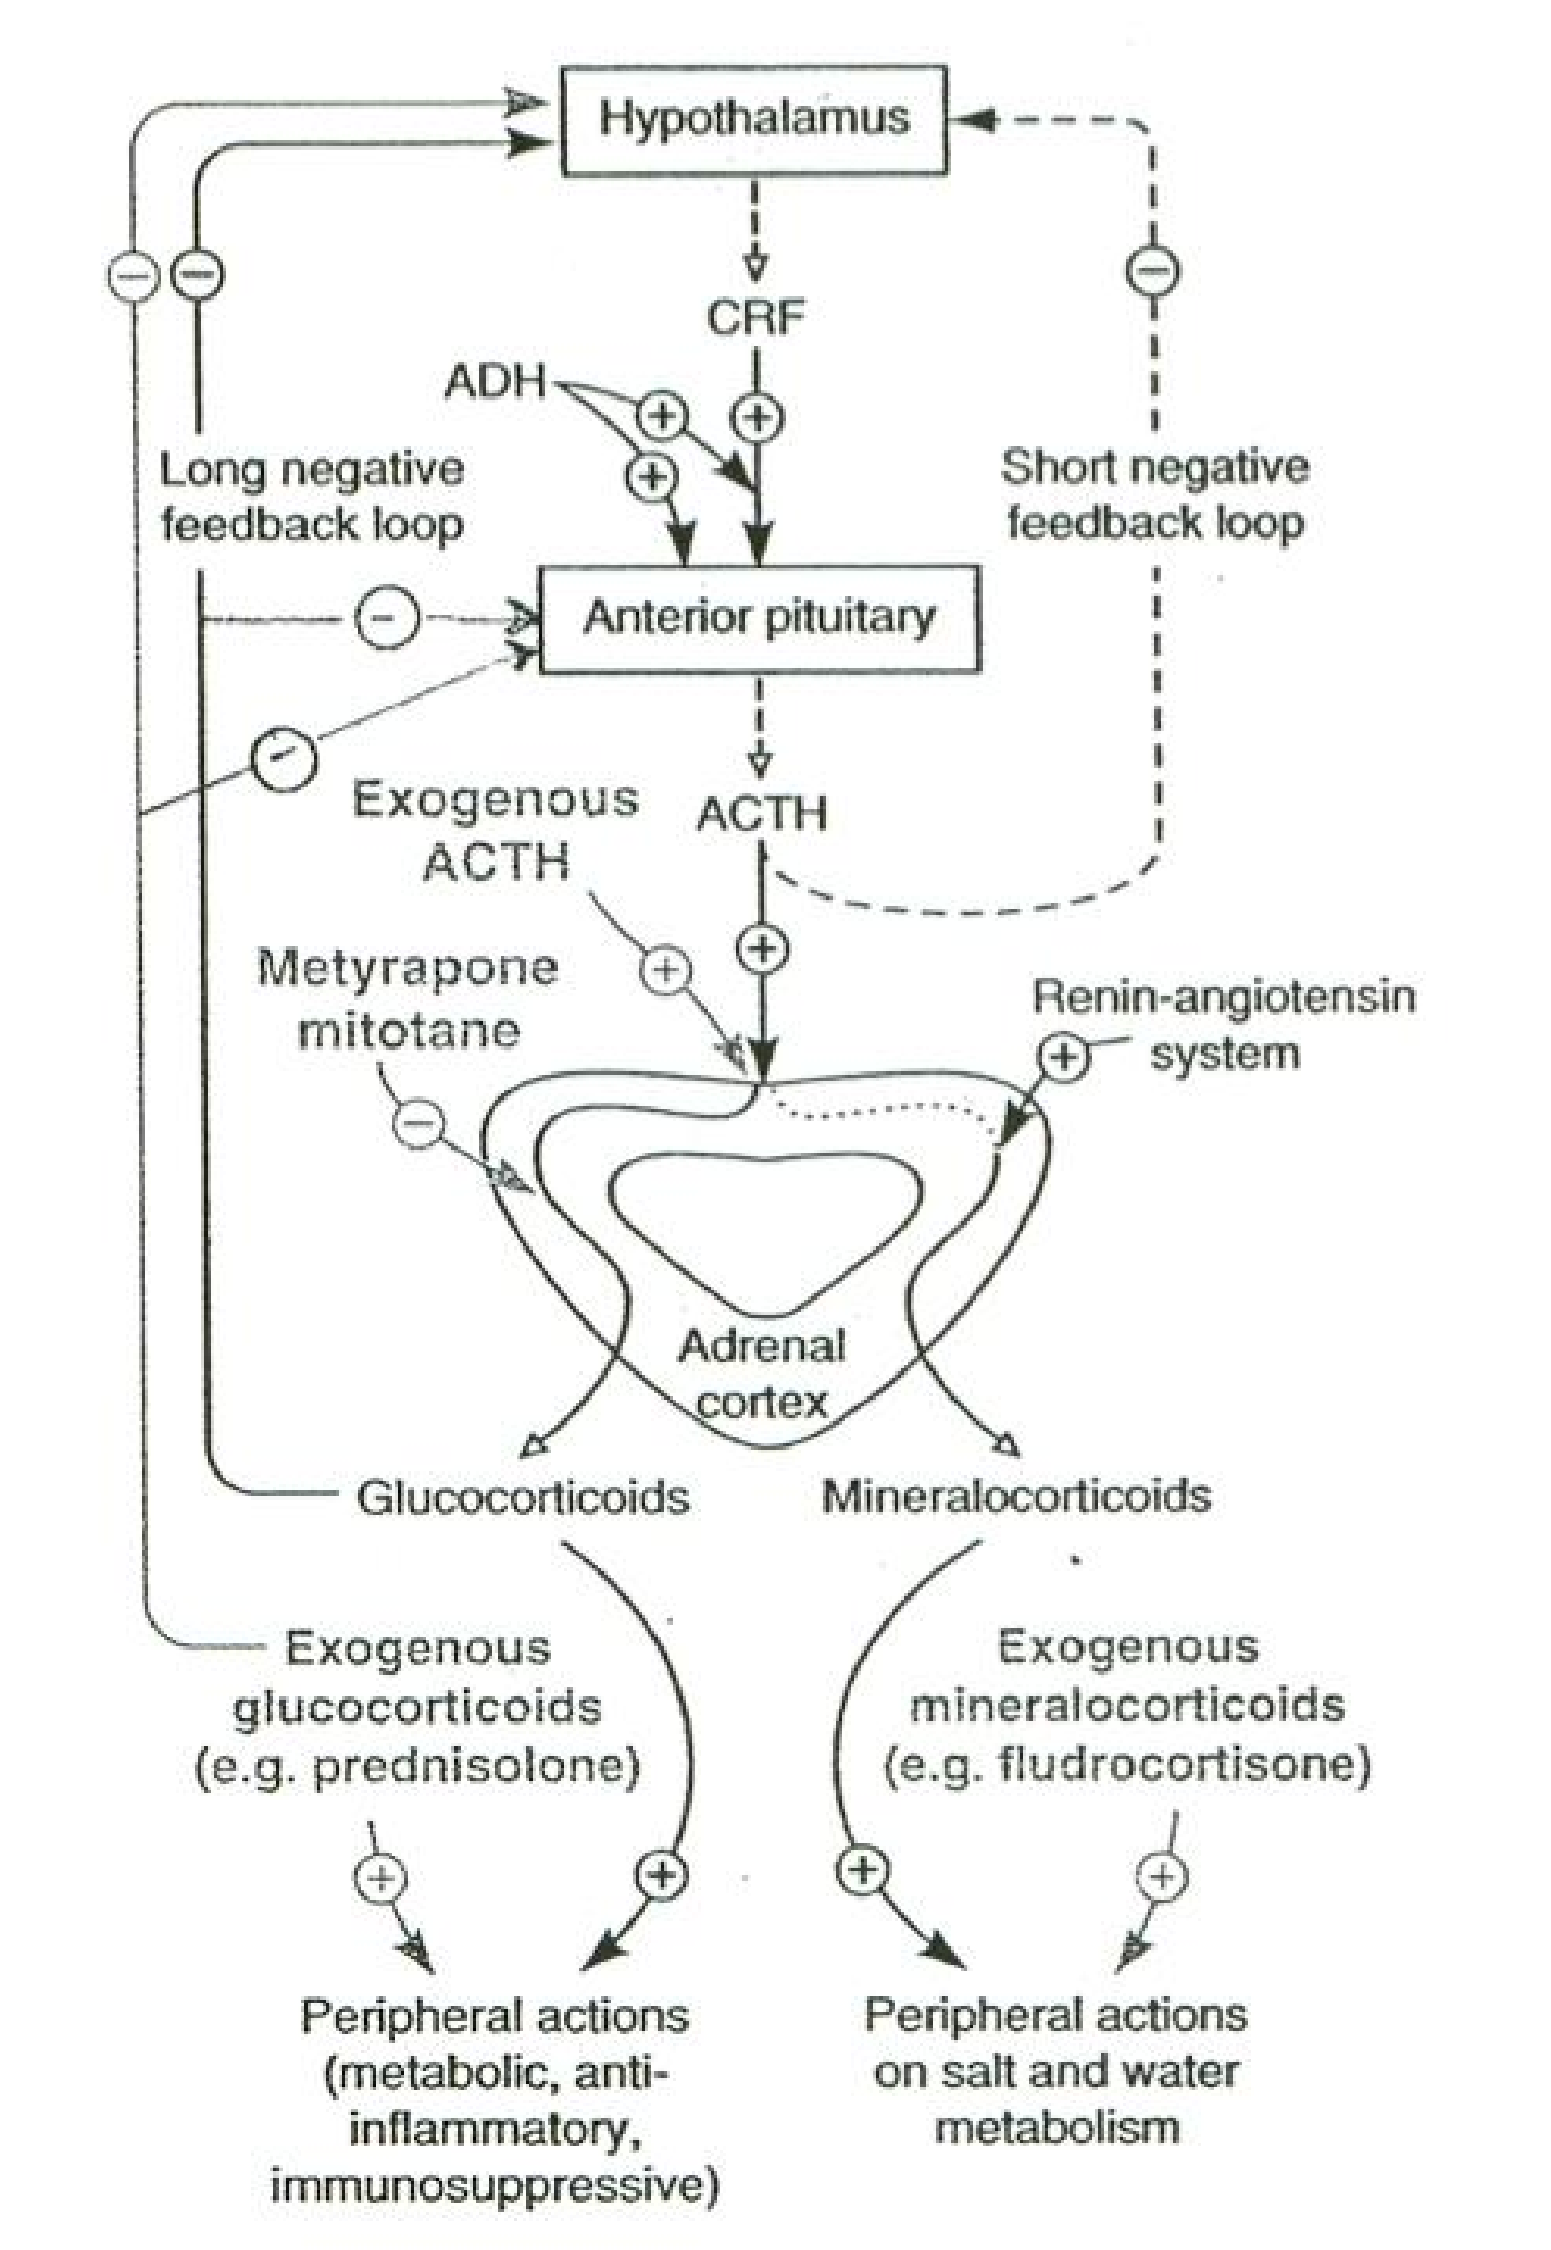 Hypothalamus
CRF
ADH
Long negative
feedback loop
Short negative
feedback loop
Anterior pituitary
Exogenous
ACTH
ACTH
Metyrapone
mitotane
Renin-angiotensin
system
Adrenal
cortex
Glucocorticoids
Mineralocorticoids
Exogenous
glucocorticoids
(e.g. prednisolone)
Exogenous
mineralocorticoids
(e.g. fludrocortisone)
Peripheral actions
(metabolic, anti-
inflammatory,
immunosuppressive)
Peripheral actions
on salt and water
metabolism